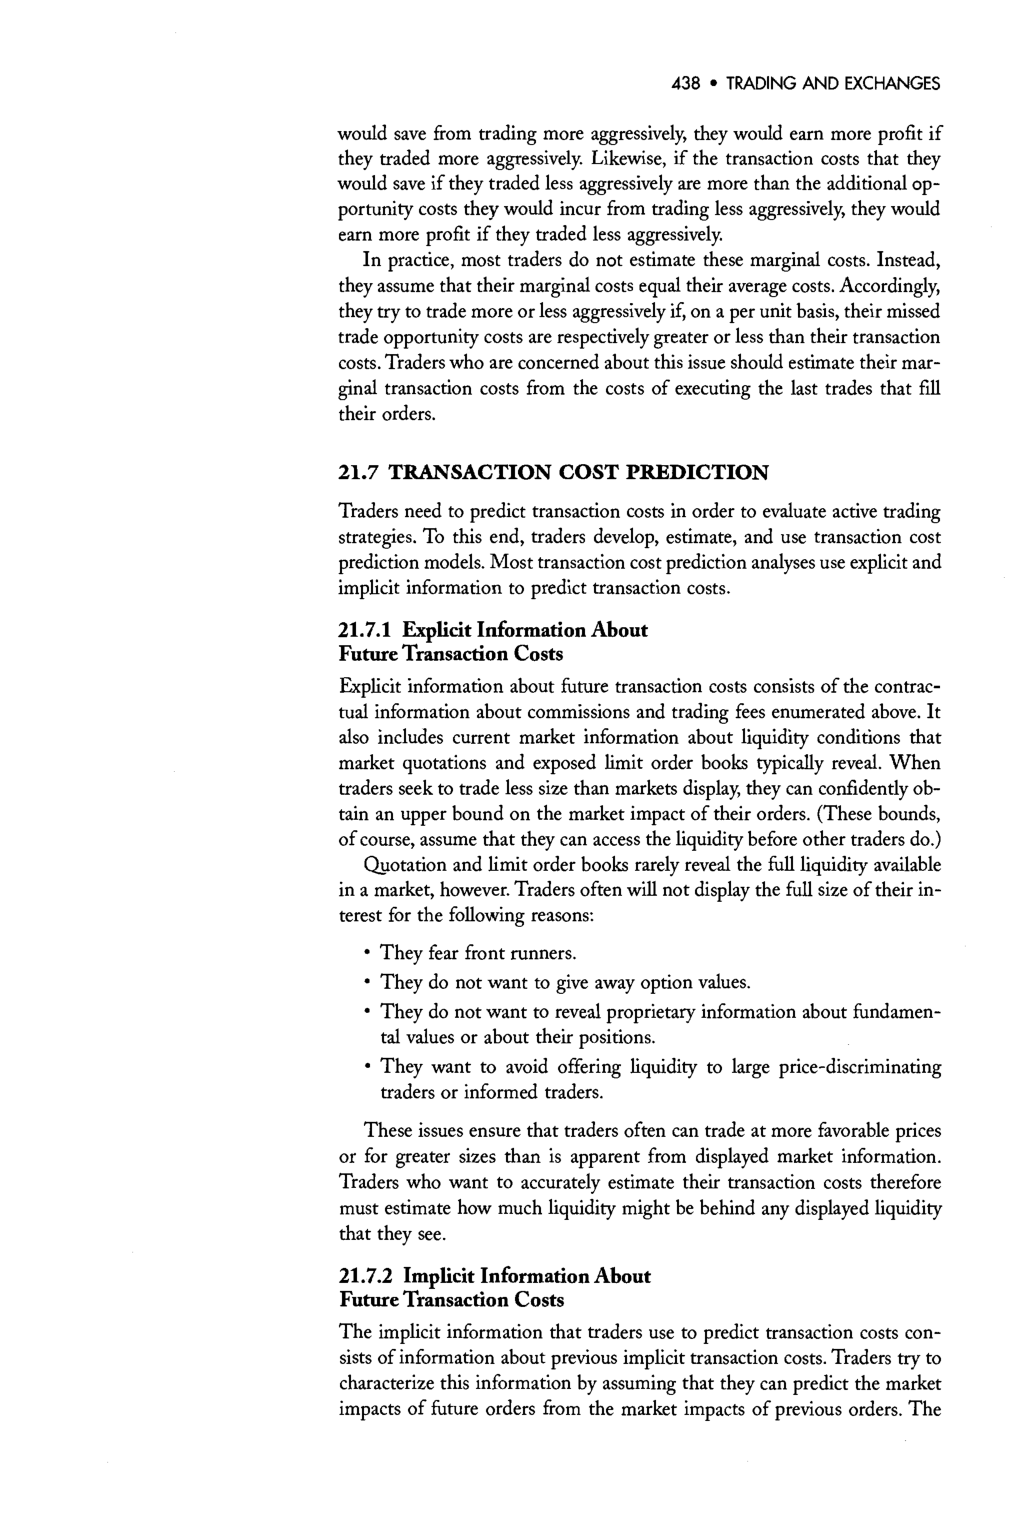 438 • TRADING AND EXCHANGES
would save from trading more aggressively, they would earn more profit if
they traded more aggressively. Likewise, if the transaction costs that they
would save if they traded less aggressively are more than the additional op-
portunity costs they would incur from trading less aggressively, they would
earn more profit if they traded less aggressively.
In practice, most traders do not estimate these marginal costs. Instead,
they assume that their marginal costs equal their average costs. Accordingly,
they try to trade more or less aggressively if, on a per unit basis, their missed
trade opportunity costs are respectively greater or less than their transaction
costs. Traders who are concerned about this issue should estimate their mar-
ginal transaction costs from the costs of executing the last trades that fill
their orders.
21.7 TRANSACTION COST PREDICTION
Traders need to predict transaction costs in order to evaluate active trading
strategies. To this end, traders develop, estimate, and use transaction cost
prediction models. Most transaction cost prediction analyses use explicit and
implicit information to predict transaction costs.
21.7.1 Explicit Information About
Future Transaction Costs
Explicit information about future transaction costs consists of the contrac-
tual information about commissions and trading fees enumerated above. It
also includes current market information about liquidity conditions that
market quotations and exposed limit order books typically reveal. When
traders seek to trade less size than markets display, they can confidently ob-
tain an upper bound on the market impact of their orders. (These bounds,
of course, assume that they can access the liquidity before other traders do.)
Quotation and limit order books rarely reveal the full liquidity available
in a market, however. Traders often will not display the full size of their in-
terest for the following reasons:
• They fear front runners.
• They do not want to give away option values.
• They do not want to reveal proprietary information about fundamen-
tal values or about their positions.
• They want to avoid offering liquidity to large price-discriminating
traders or informed traders.
These issues ensure that traders often can trade at more favorable prices
or for greater sizes than is apparent from displayed market information.
Traders who want to accurately estimate their transaction costs therefore
must estimate how much liquidity might be behind any displayed liquidity
that they see.
21.7.2 Implicit Information About
Future Transaction Costs
The implicit information that traders use to predict transaction costs con-
sists of information about previous implicit transaction costs. Traders try to
characterize this information by assuming that they can predict the market
impacts of future orders from the market impacts of previous orders. The